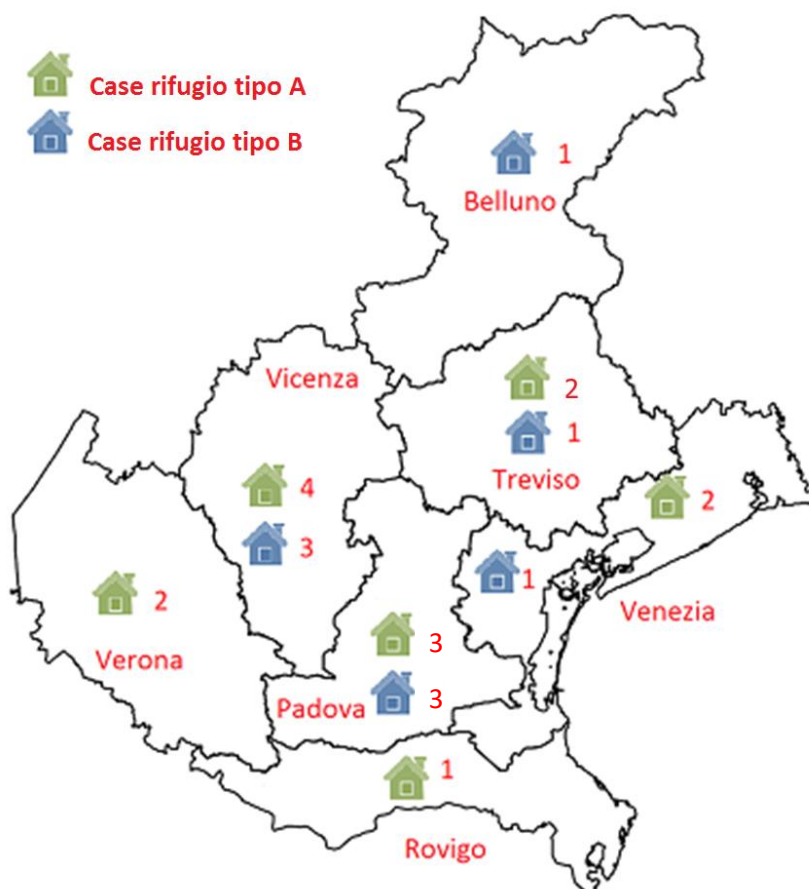 Case rifugio tipo A
Case rifugio tipo B
1
Belluno
Vicenza
2
1
Treviso
4
3
2
1
Venezia
2
Verona
3
3
Padova
1
Rovigo